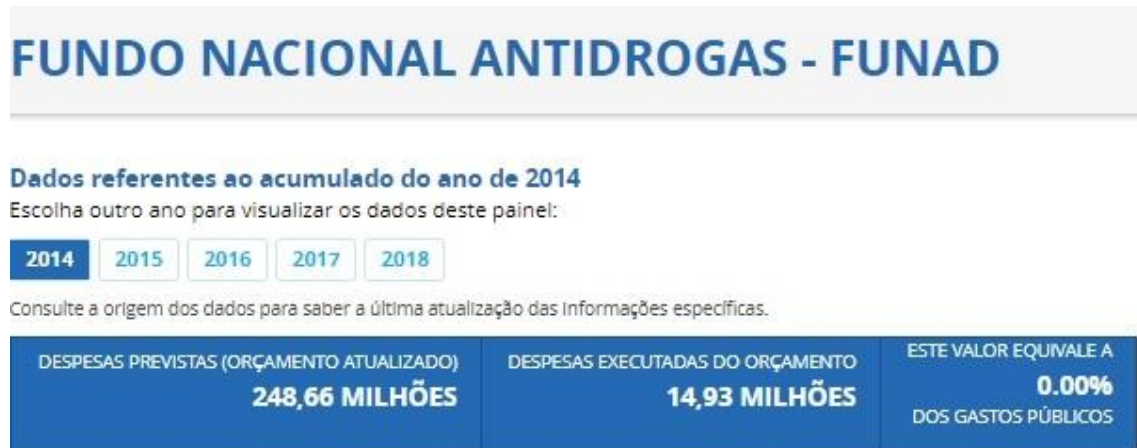 FUNDO NACIONAL ANTIDROGAS - FUNAD
Dados referentes ao acumulado do ano de 2014
Escolha outro ano para visualizar os dados deste painel:
2014 2015 2016 2017 2018
Consulte a origem dos dados para saber a última atualização das informações específicas.
DESPESAS PREVISTAS (ORÇAMENTO ATUALIZADO)
248,66 MILHÕES
DESPESAS EXECUTADAS DO ORÇAMENTO
14,93 MILHÕES
ESTE VALOR EQUIVALE A
0.00%
DOS GASTOS PÚBLICOS